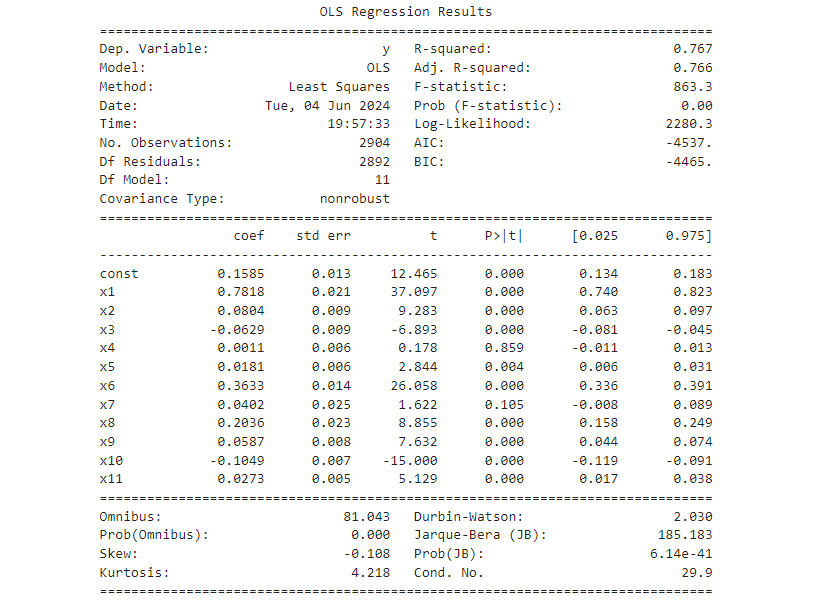 OLS Regression Results
==============================================================================
Dep. Variable:                      y   R-squared:                       0.767
Model:                            OLS   Adj. R-squared:                  0.766
Method:                 Least Squares   F-statistic:                     863.3
Date:                Tue, 04 Jun 2024   Prob (F-statistic):               0.00
Time:                        19:57:33   Log-Likelihood:                 2280.3
No. Observations:                2904   AIC:                            -4537.
Df Residuals:                    2892   BIC:                            -4465.
Df Model:                          11
Covariance Type:            nonrobust
==============================================================================
                 coef    std err          t      P>|t|      [0.025      0.975]
------------------------------------------------------------------------------
const          0.1585      0.013     12.465      0.000       0.134       0.183
x1             0.7818      0.021     37.097      0.000       0.740       0.823
x2             0.0804      0.009      9.283      0.000       0.063       0.097
x3            -0.0629      0.009     -6.893      0.000      -0.081      -0.045
x4             0.0011      0.006      0.178      0.859      -0.011       0.013
x5             0.0181      0.006      2.844      0.004       0.006       0.031
x6             0.3633      0.014     26.058      0.000       0.336       0.391
x7             0.0402      0.025      1.622      0.105      -0.008       0.089
x8             0.2036      0.023      8.855      0.000       0.158       0.249
x9             0.0587      0.008      7.632      0.000       0.044       0.074
x10           -0.1049      0.007    -15.000      0.000      -0.119      -0.091
x11            0.0273      0.005      5.129      0.000       0.017       0.038
==============================================================================
Omnibus:                       81.043   Durbin-Watson:                   2.030
Prob(Omnibus):                  0.000   Jarque-Bera (JB):              185.183
Skew:                          -0.108   Prob(JB):                     6.14e-41
Kurtosis:                       4.218   Cond. No.                         29.9
==============================================================================